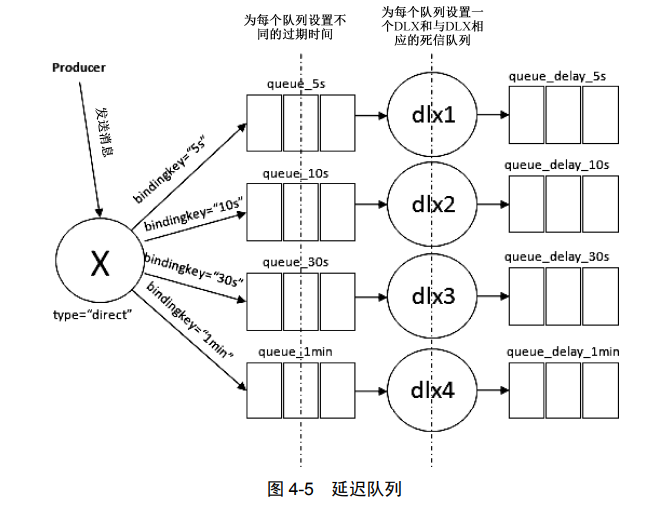 为每个队列设置不
同的过期时间
为每个队列设置一
个DLX和与DLX相
应的死信队列
Producer
发送消息
X
type=“direct”
bindingkey=“5s”
bindingkey=“10s”
bindingkey=“30s”
bindingkey=“1min”
queue_5s
dlx1
queue_delay_5s
queue_10s
dlx2
queue_delay_10s
queue_30s
dlx3
queue_delay_30s
queue_1min
dlx4
queue_delay_1min
图 4-5 延迟队列